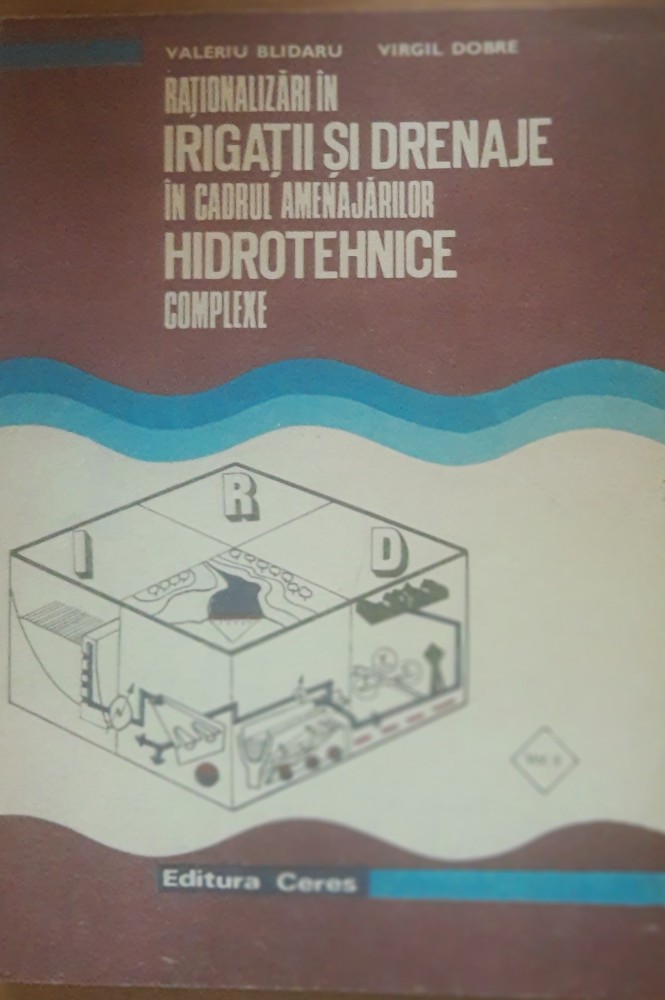 VALERIU BLIDARU VIRGIL DOBRE
RAȚIONALIZĂRI ÎN
IRIGAȚII ȘI DRENAJE
ÎN CADRUL AMENAJĂRILOR
HIDROTEHNICE
COMPLEXE
R
I D
Editura Ceres